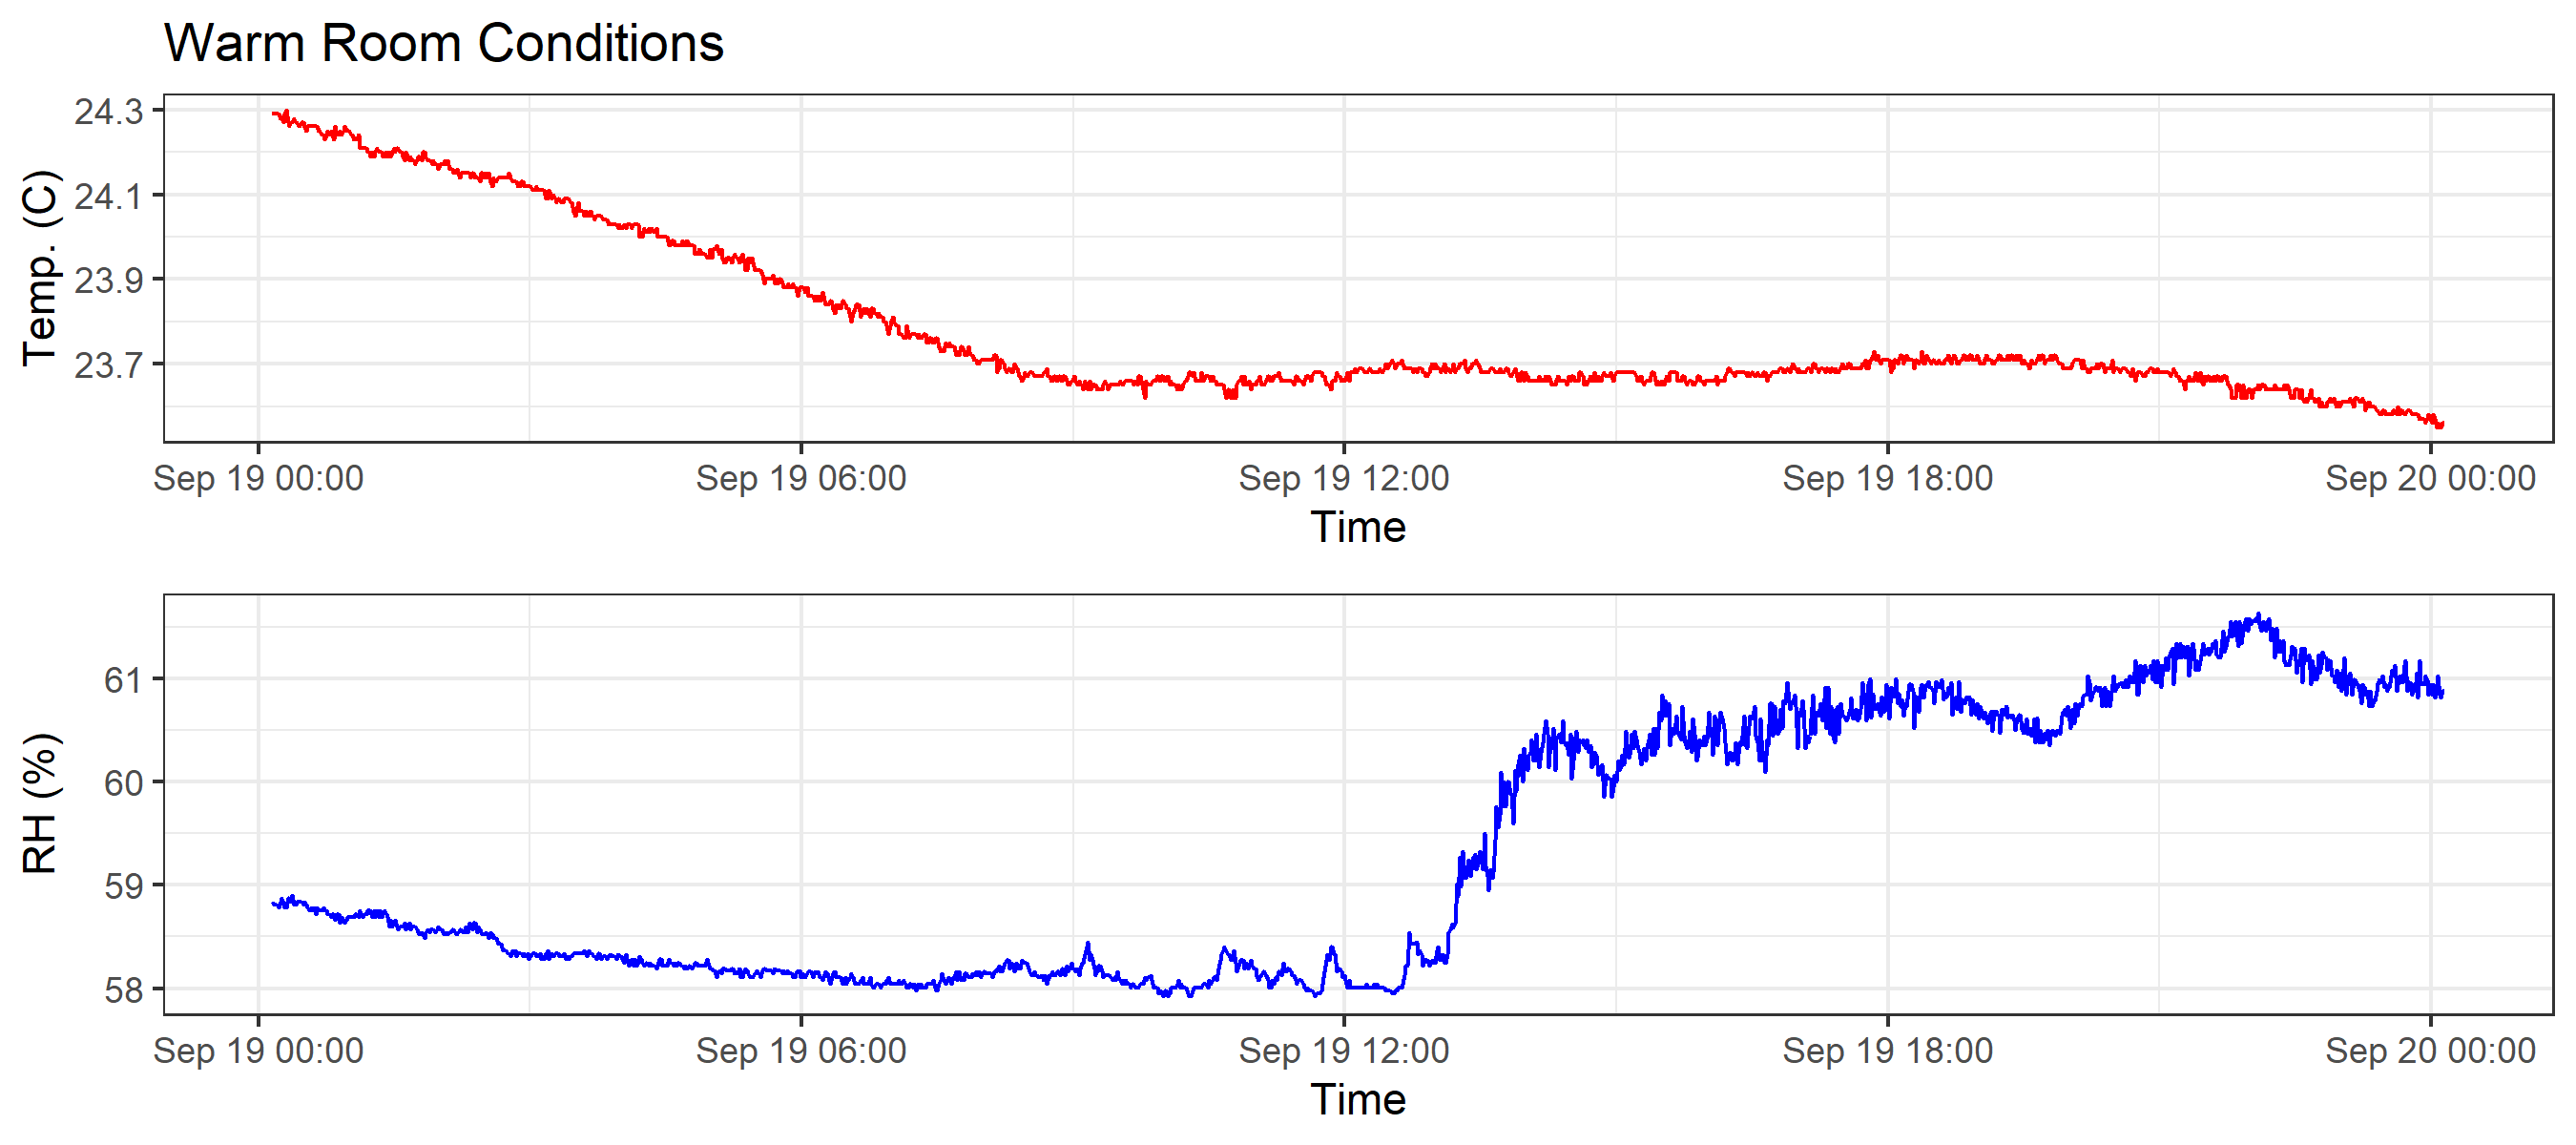 Warm Room Conditions
Temp. (C)
24.3
24.1
23.9
23.7
Sep 19 00:00 Sep 19 06:00 Sep 19 12:00 Sep 19 18:00 Sep 20 00:00
Time
RH (%)
61
60
59
58
Sep 19 00:00 Sep 19 06:00 Sep 19 12:00 Sep 19 18:00 Sep 20 00:00
Time